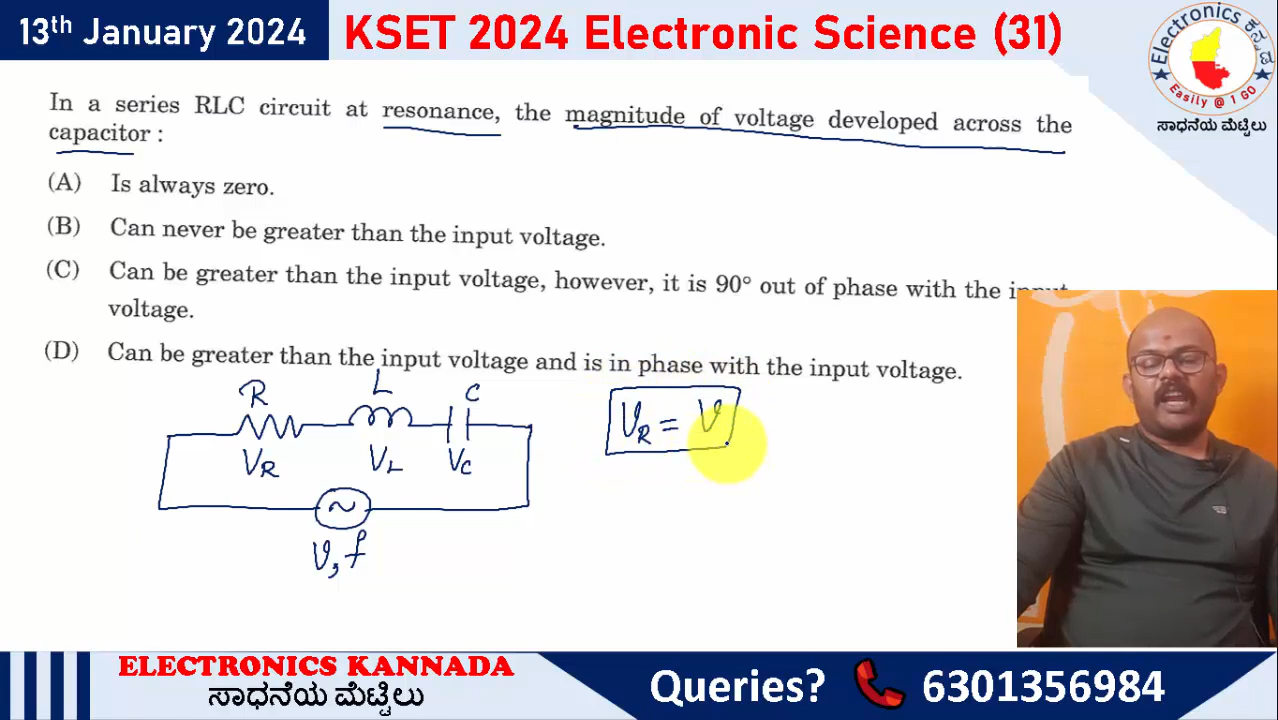 13th January 2024
KSET 2024 Electronic Science (31)
Electronics ಕನ್ನಡ
Easily @ 1 GO
ಸಾಧನೆಯ ಮೆಟ್ಟಿಲು
In a series RLC circuit at resonance, the magnitude of voltage developed across the
capacitor :
(A) Is always zero.
(B) Can never be greater than the input voltage.
(C) Can be greater than the input voltage, however, it is 90° out of phase with the input
voltage.
(D) Can be greater than the input voltage and is in phase with the input voltage.
R L C
VR VL VC
VR = V
V, f
ELECTRONICS KANNADA
ಸಾಧನೆಯ ಮೆಟ್ಟಿಲು
Queries? 6301356984